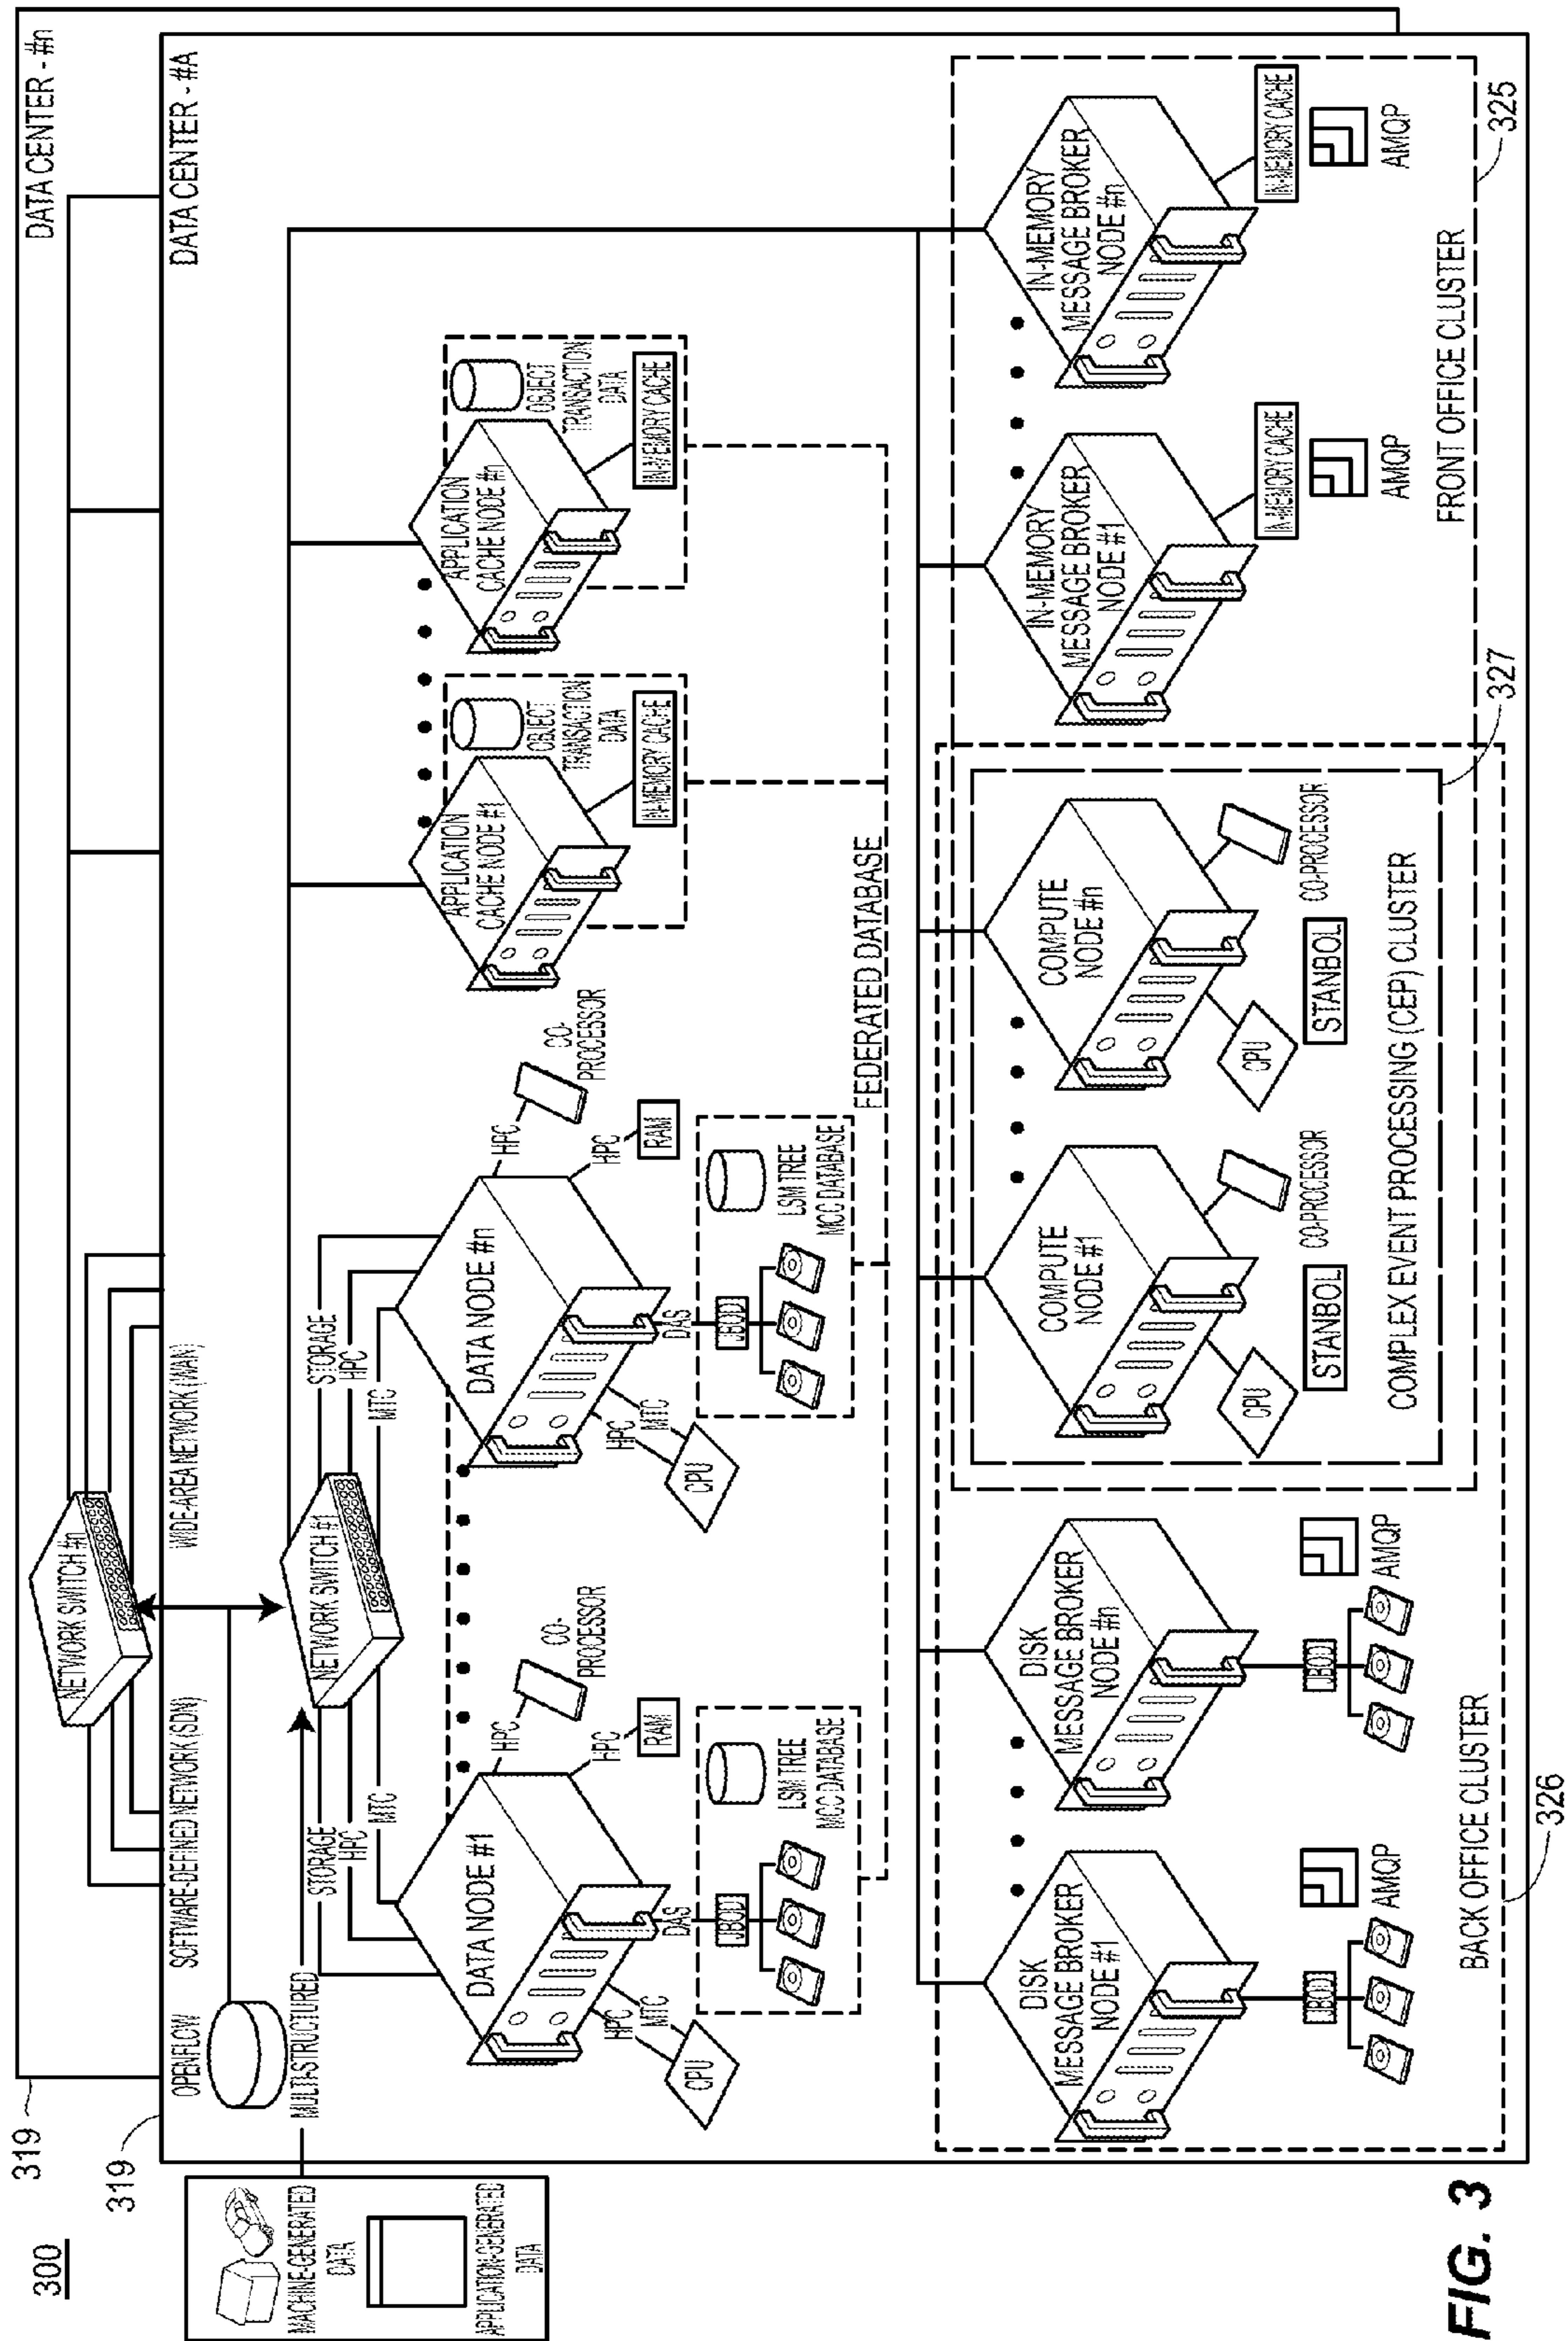 300
319
319
DATA CENTER - #n
DATA CENTER - #A
NETWORK SWITCH #n
OPENFLOW
SOFTWARE-DEFINED NETWORK (SDN)
WIDE-AREA NETWORK (WAN)
MACHINE-GENERATED
DATA
APPLICATION-GENERATED
DATA
MULTI-STRUCTURED
NETWORK SWITCH #1
STORAGE
HPC
MTC
STORAGE
HPC
MTC
DATA NODE #1
HPC
CO-
PROCESSOR
HPC
RAM
HPC
MTC
CPU
DAS
JBOD
LSM TREE
MCC DATABASE
DATA NODE #n
HPC
CO-
PROCESSOR
HPC
RAM
HPC
MTC
CPU
DAS
JBOD
LSM TREE
MCC DATABASE
APPLICATION
CACHE NODE #1
OBJECT
TRANSACTION
DATA
IN-MEMORY CACHE
APPLICATION
CACHE NODE #n
OBJECT
TRANSACTION
DATA
IN-MEMORY CACHE
FEDERATED DATABASE
DISK
MESSAGE BROKER
NODE #1
JBOD
AMQP
DISK
MESSAGE BROKER
NODE #n
JBOD
AMQP
BACK OFFICE CLUSTER
326
COMPUTE
NODE #1
CPU
STANBOL
CO-PROCESSOR
COMPUTE
NODE #n
CPU
STANBOL
CO-PROCESSOR
COMPLEX EVENT PROCESSING (CEP) CLUSTER
327
IN-MEMORY
MESSAGE BROKER
NODE #1
IN-MEMORY CACHE
AMQP
IN-MEMORY
MESSAGE BROKER
NODE #n
IN-MEMORY CACHE
AMQP
FRONT OFFICE CLUSTER
325
FIG. 3